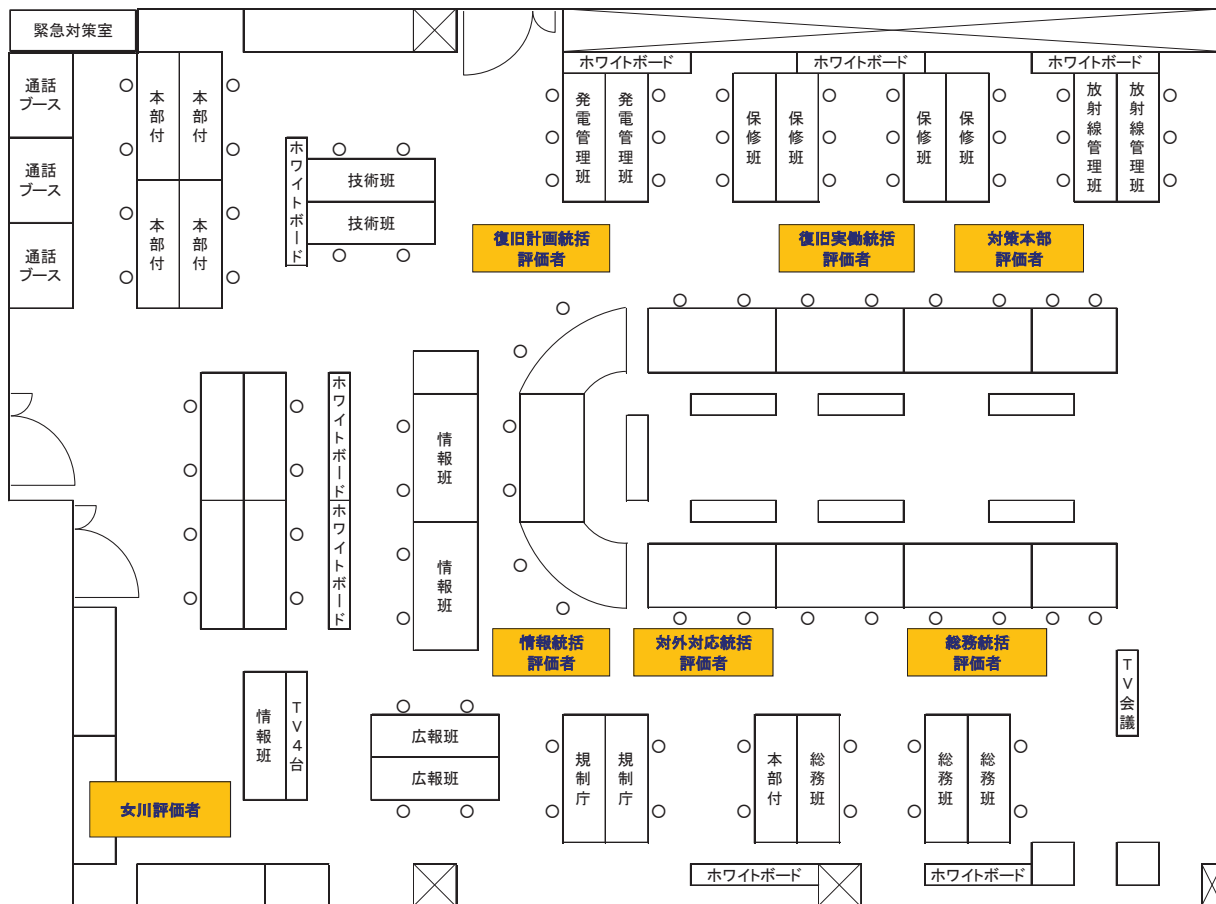 緊急対策室
通話
ブース
通話
ブース
通話
ブース
本部付
本部付
本部付
本部付
ホワイトボード
技術班
技術班
ホワイトボード
ホワイトボード
ホワイトボード
発電管理班
発電管理班
保修班
保修班
保修班
保修班
放射線管理班
放射線管理班
復旧計画統括
評価者
復旧実働統括
評価者
対策本部
評価者
ホワイトボード
ホワイトボード
情報班
情報班
情報統括
評価者
対外対応統括
評価者
総務統括
評価者
TV会議
情報班
TV4台
広報班
広報班
規制庁
規制庁
本部付
総務班
総務班
総務班
女川評価者
ホワイトボード
ホワイトボード